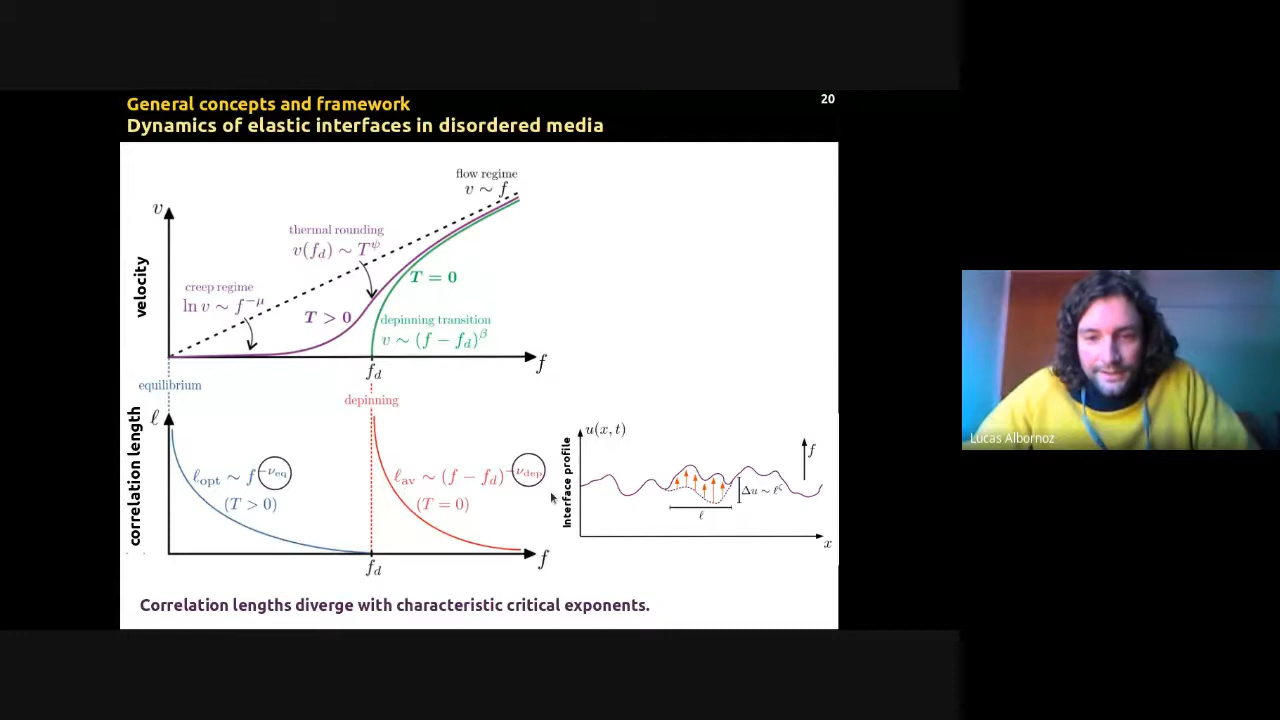 General concepts and framework
20
Dynamics of elastic interfaces in disordered media
flow regime
v ∼ f
v
thermal rounding
v(f_d) ∼ T^ψ
velocity
T = 0
creep regime
ln v ∼ f^{−μ}
T > 0
depinning transition
v ∼ (f − f_d)^β
f_d
f
equilibrium
depinning
correlation length
ℓ
ℓ_opt ∼ f^{−ν_eq}
(T > 0)
ℓ_av ∼ (f − f_d)^{−ν_dep}
(T = 0)
f_d
f
Interface profile
u(x, t)
f
Δu ∼ ℓ^ζ
ℓ
x
Correlation lengths diverge with characteristic critical exponents.
Lucas Albornoz